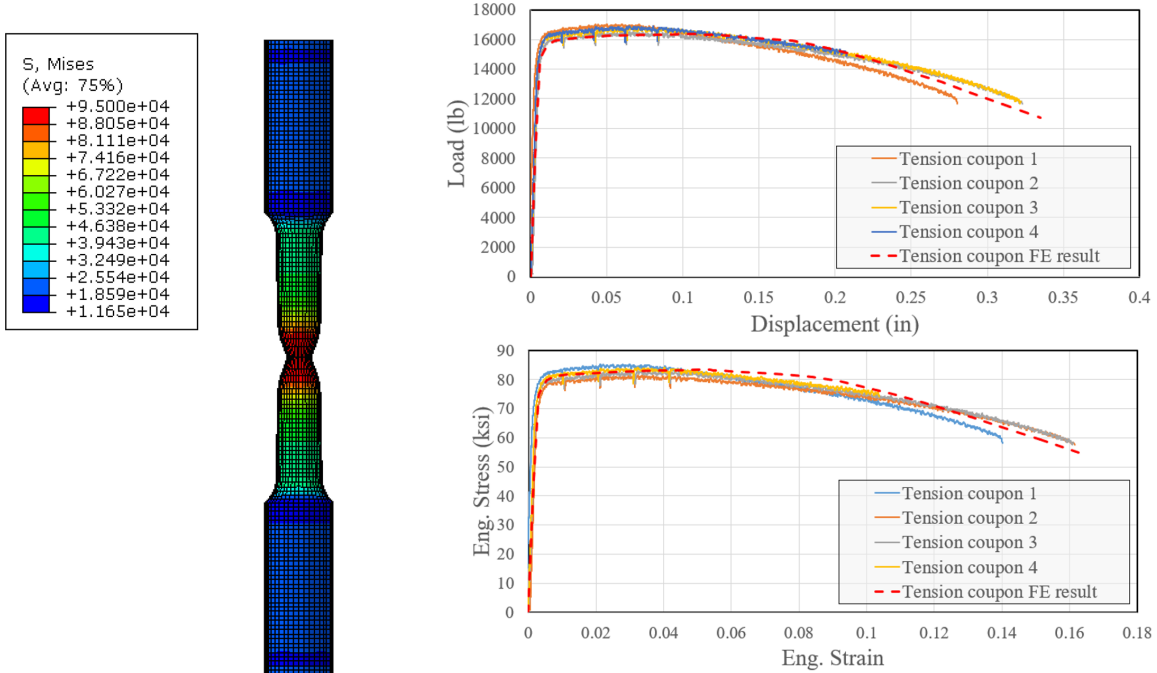 S, Mises
(Avg: 75%)
+9.500e+04
+8.805e+04
+8.111e+04
+7.416e+04
+6.722e+04
+6.027e+04
+5.332e+04
+4.638e+04
+3.943e+04
+3.249e+04
+2.554e+04
+1.859e+04
+1.165e+04
Load (lb)
18000
16000
14000
12000
10000
8000
6000
4000
2000
0
0 0.05 0.1 0.15 0.2 0.25 0.3 0.35 0.4
Displacement (in)
Tension coupon 1
Tension coupon 2
Tension coupon 3
Tension coupon 4
Tension coupon FE result
Eng. Stress (ksi)
90
80
70
60
50
40
30
20
10
0
0 0.02 0.04 0.06 0.08 0.1 0.12 0.14 0.16 0.18
Eng. Strain
Tension coupon 1
Tension coupon 2
Tension coupon 3
Tension coupon 4
Tension coupon FE result